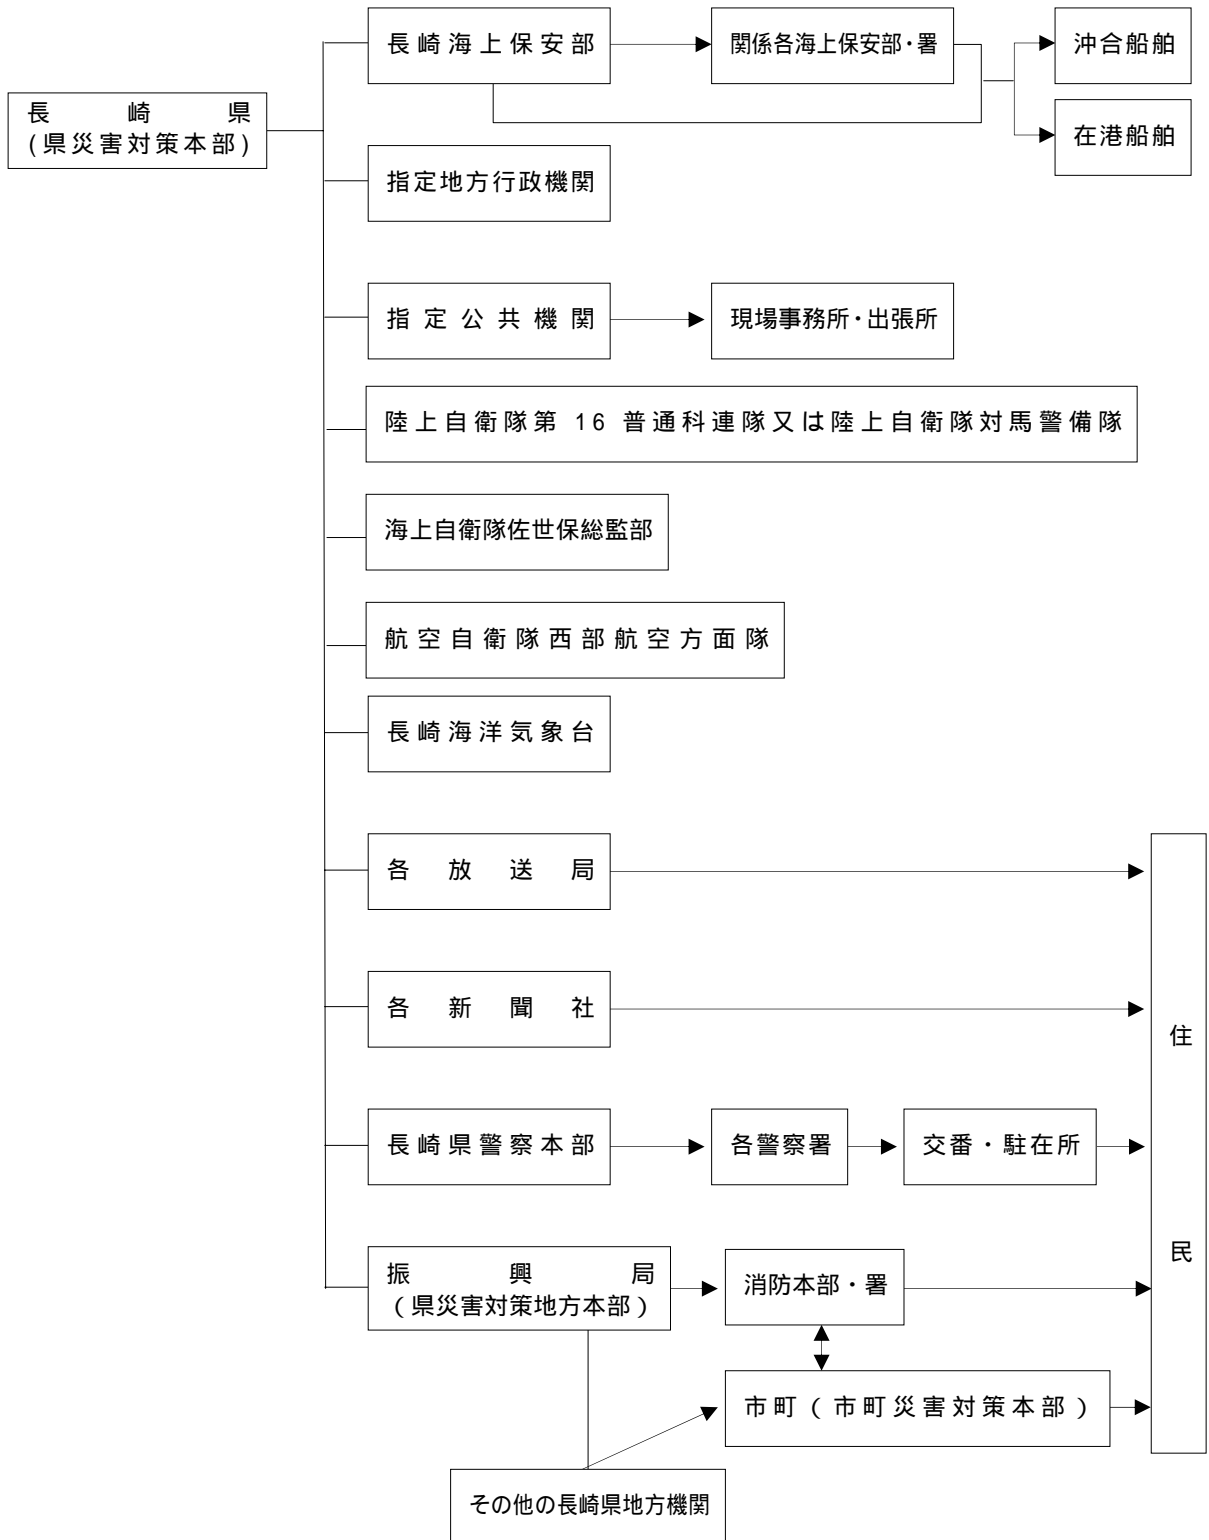 長崎海上保安部
関係各海上保安部・署
沖合船舶
長崎県
(県災害対策本部)
在港船舶
指定地方行政機関
指定公共機関
現場事務所・出張所
陸上自衛隊第 16 普通科連隊又は陸上自衛隊対馬警備隊
海上自衛隊佐世保総監部
航空自衛隊西部航空方面隊
長崎海洋気象台
各放送局
各新聞社
住民
長崎県警察本部
各警察署
交番・駐在所
振興局
(県災害対策地方本部)
消防本部・署
市町(市町災害対策本部)
その他の長崎県地方機関